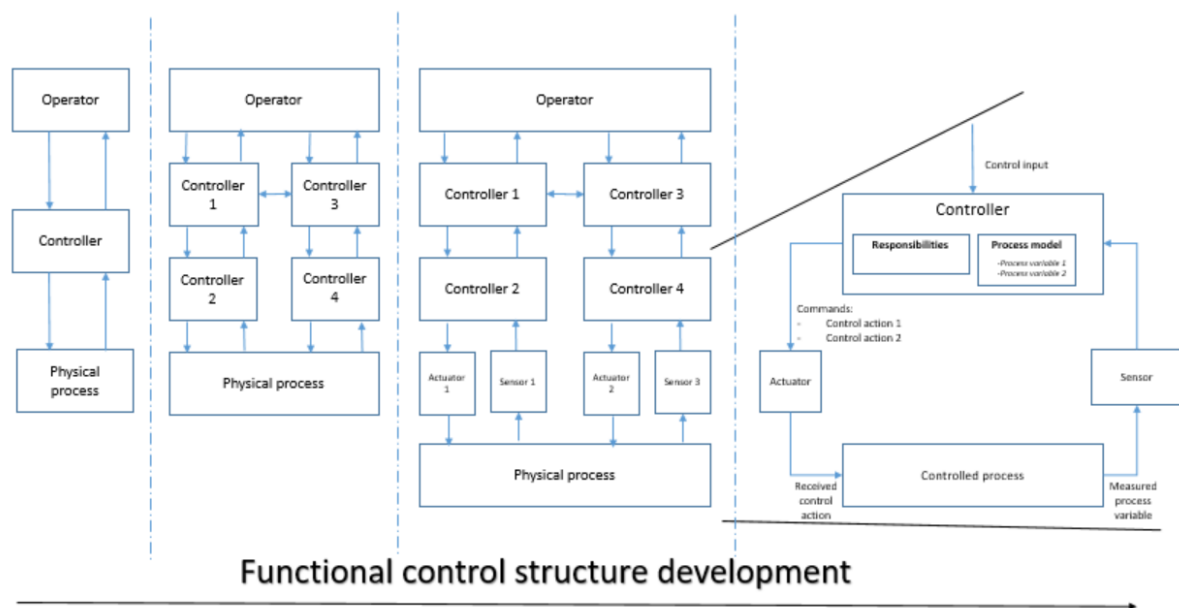 Operator
Controller
Physical
process
Operator
Controller
1
Controller
3
Controller
2
Controller
4
Physical process
Operator
Controller 1
Controller 3
Controller 2
Controller 4
Actuator
1
Sensor 1
Actuator
2
Sensor 3
Physical process
Control input
Controller
Responsibilities
Process model
-Process variable 1
-Process variable 2
Commands:
- Control action 1
- Control action 2
Actuator
Sensor
Controlled process
Received
control
action
Measured
process
variable
Functional control structure development